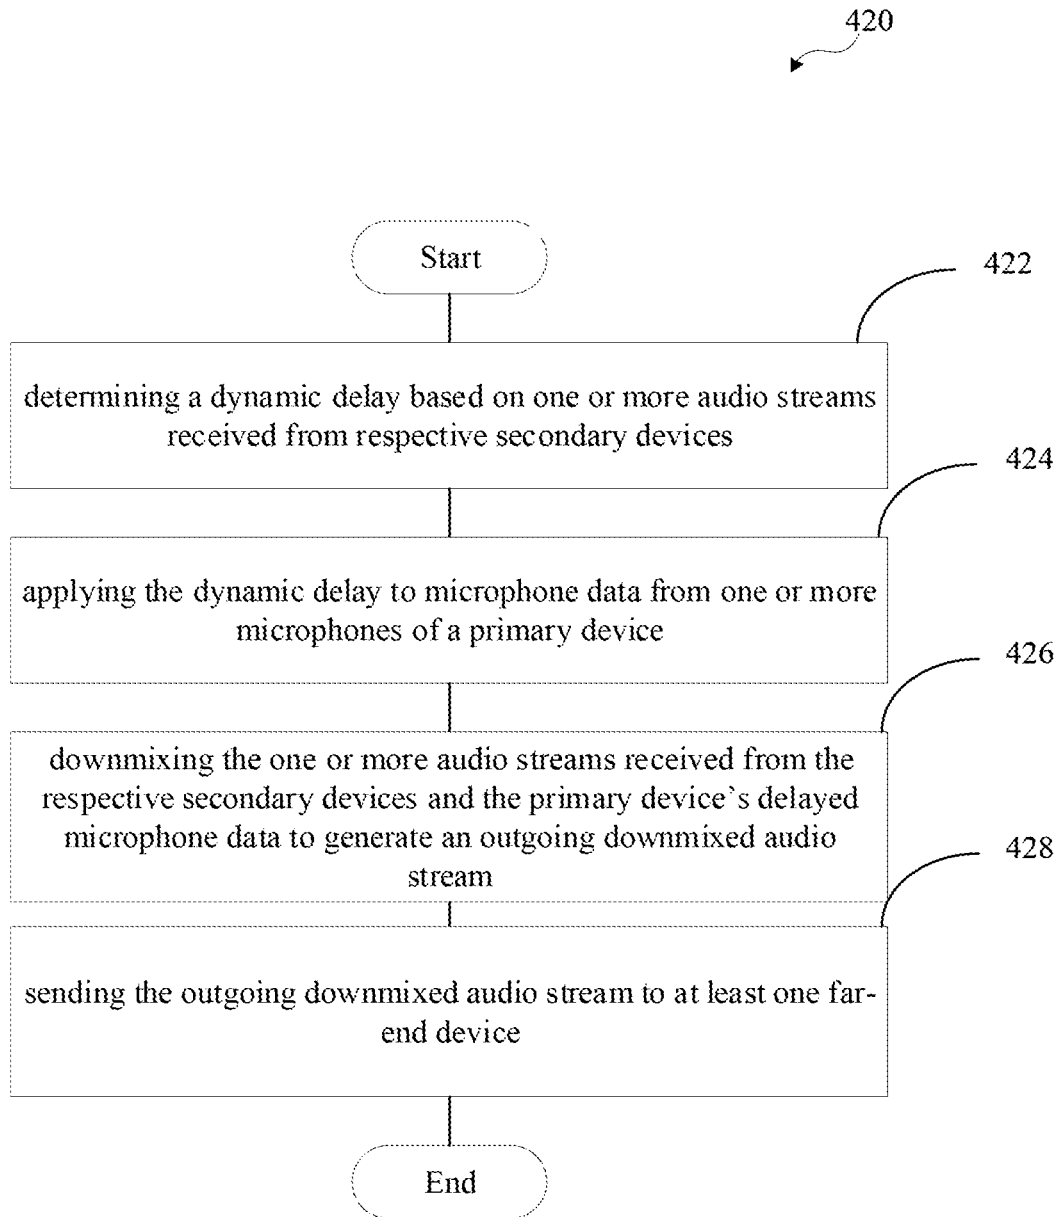 420
Start
422
determining a dynamic delay based on one or more audio streams
received from respective secondary devices
424
applying the dynamic delay to microphone data from one or more
microphones of a primary device
426
downmixing the one or more audio streams received from the
respective secondary devices and the primary device's delayed
microphone data to generate an outgoing downmixed audio
stream
428
sending the outgoing downmixed audio stream to at least one far-
end device
End